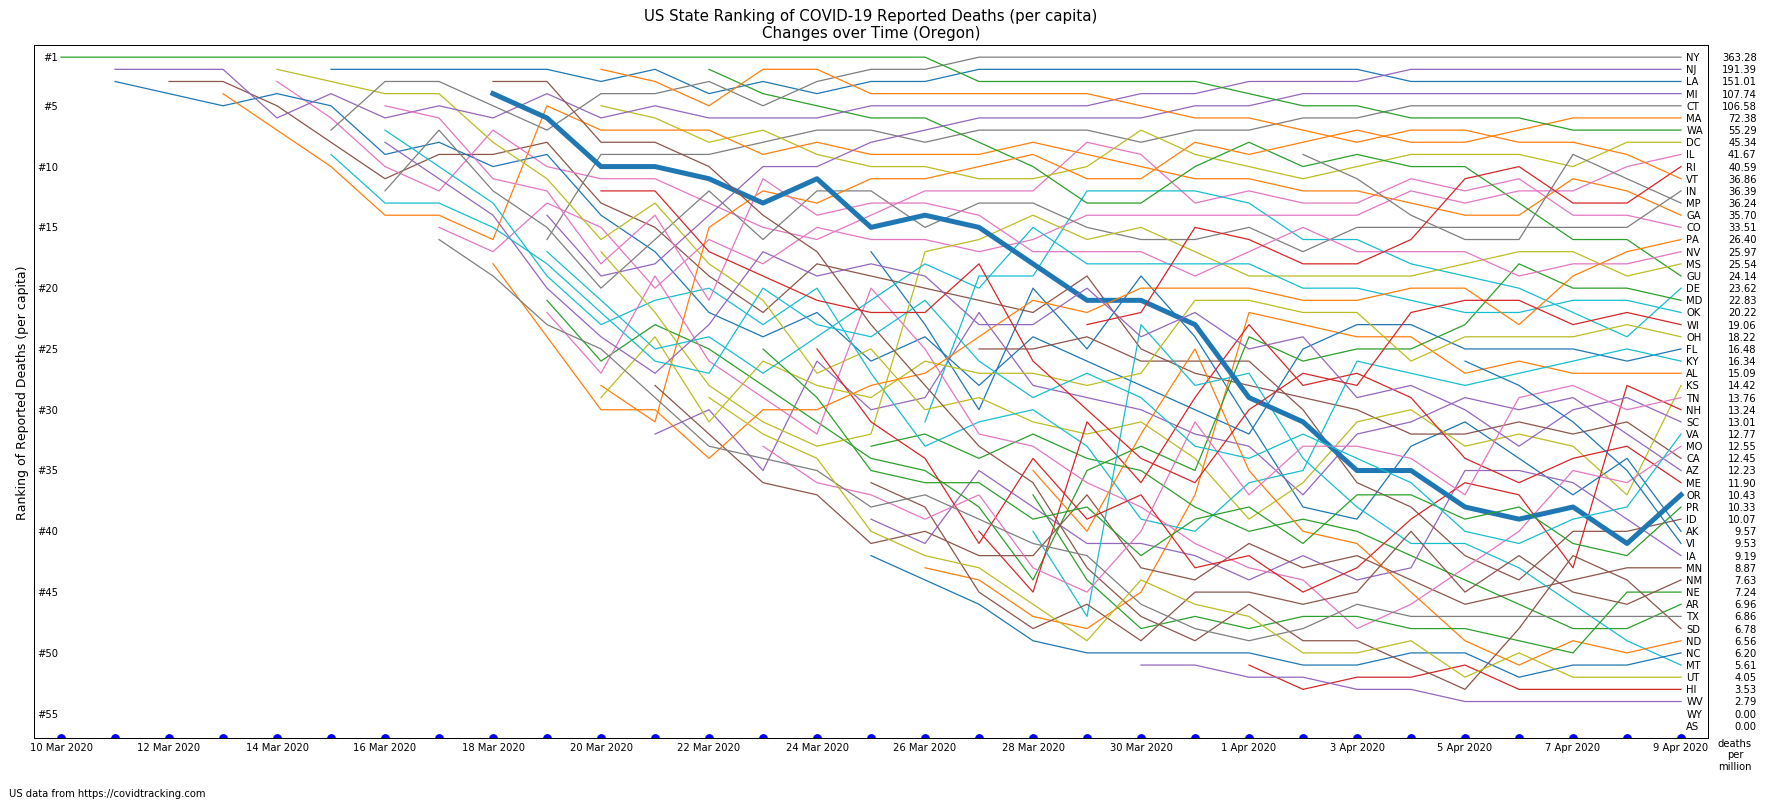 US State Ranking of COVID-19 Reported Deaths (per capita)
Changes over Time (Oregon)
Ranking of Reported Deaths (per capita)
#1
#5
#10
#15
#20
#25
#30
#35
#40
#45
#50
#55
NY 363.28
NJ 191.39
LA 151.01
MI 107.74
CT 106.58
MA 72.38
WA 55.29
DC 45.34
IL 41.67
RI 40.59
VT 36.86
IN 36.39
MP 36.24
GA 35.70
CO 33.51
PA 26.40
NV 25.97
MS 25.54
GU 24.14
DE 23.62
MD 22.83
OK 20.22
WI 19.06
OH 18.22
FL 16.48
KY 16.34
AL 15.09
KS 14.42
TN 13.76
NH 13.24
SC 13.01
VA 12.77
MO 12.55
CA 12.45
AZ 12.23
ME 11.90
OR 10.43
PR 10.33
ID 10.07
AK 9.57
VI 9.53
IA 9.19
MN 8.87
NM 7.63
NE 7.24
AR 6.96
TX 6.86
SD 6.78
ND 6.56
NC 6.20
MT 5.61
UT 4.05
HI 3.53
WV 2.79
WY 0.00
AS 0.00
10 Mar 2020 12 Mar 2020 14 Mar 2020 16 Mar 2020 18 Mar 2020 20 Mar 2020 22 Mar 2020 24 Mar 2020 26 Mar 2020 28 Mar 2020 30 Mar 2020 1 Apr 2020 3 Apr 2020 5 Apr 2020 7 Apr 2020 9 Apr 2020
deaths
per
million
US data from https://covidtracking.com